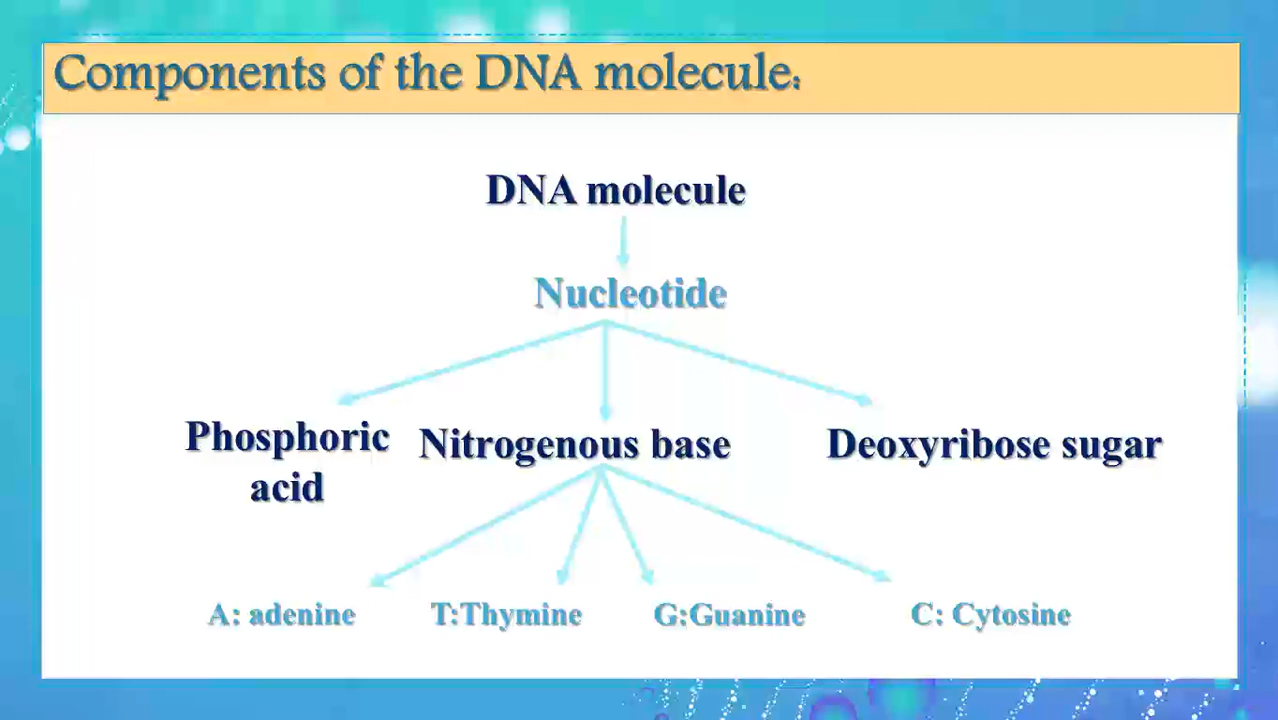 Components of the DNA molecule:
DNA molecule
Nucleotide
Phosphoric
acid
Nitrogenous base
Deoxyribose sugar
A: adenine
T:Thymine
G:Guanine
C: Cytosine